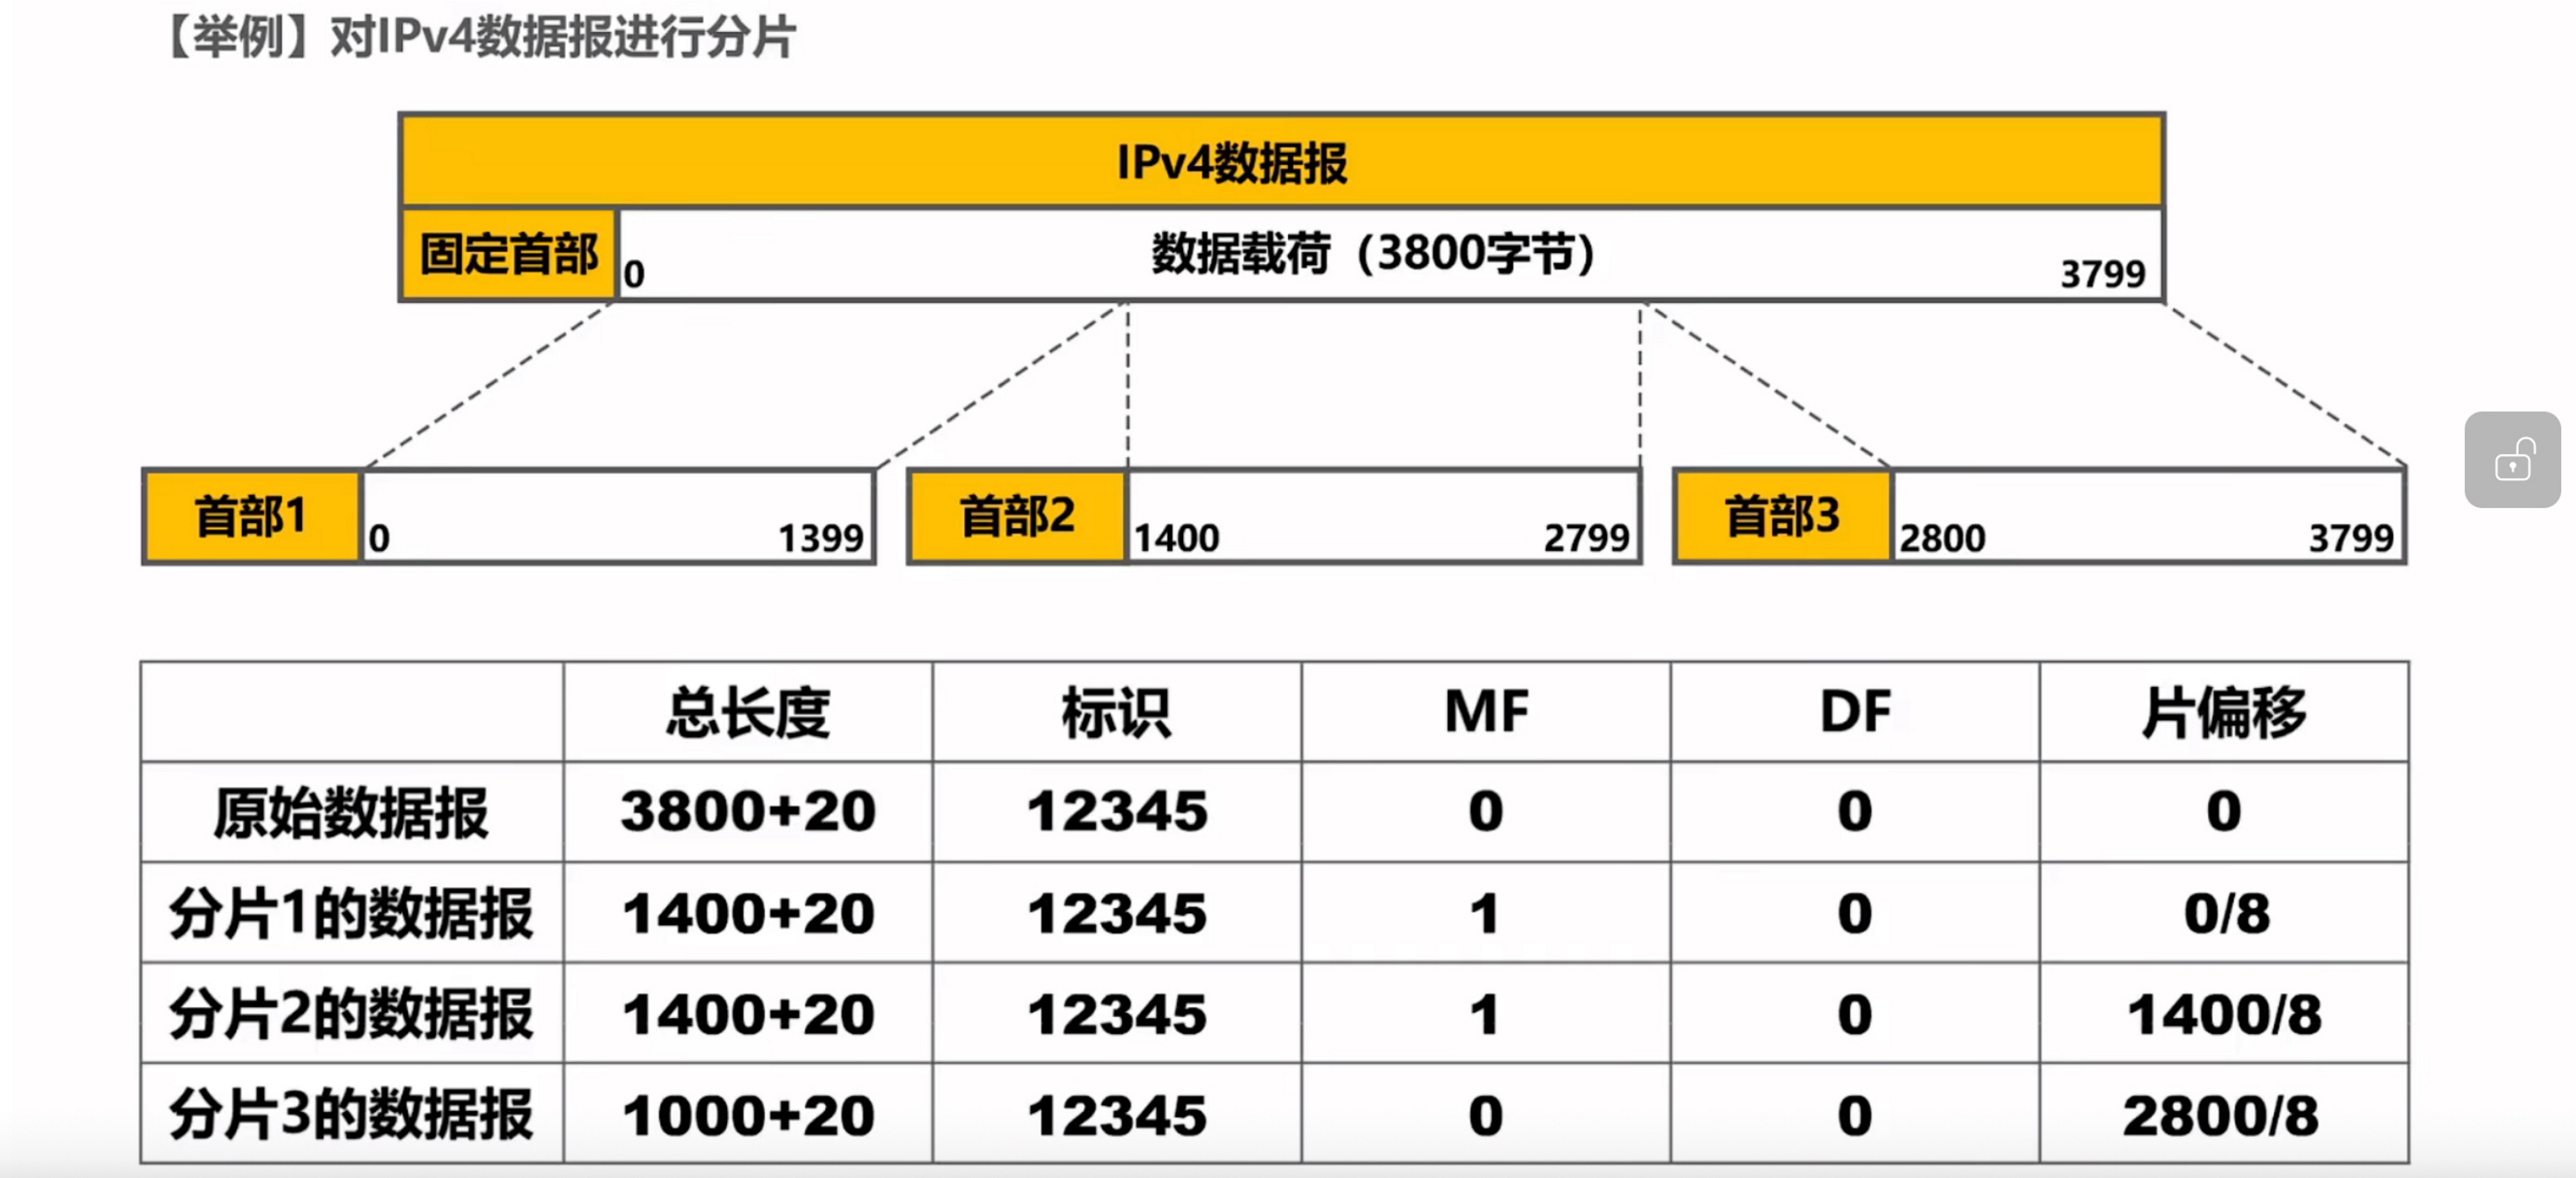 【举例】对IPv4数据报进行分片
IPv4数据报
固定首部 0 数据载荷（3800字节） 3799
首部1 0 1399 首部2 1400 2799 首部3 2800 3799
总长度 标识 MF DF 片偏移
原始数据报 3800+20 12345 0 0 0
分片1的数据报 1400+20 12345 1 0 0/8
分片2的数据报 1400+20 12345 1 0 1400/8
分片3的数据报 1000+20 12345 0 0 2800/8